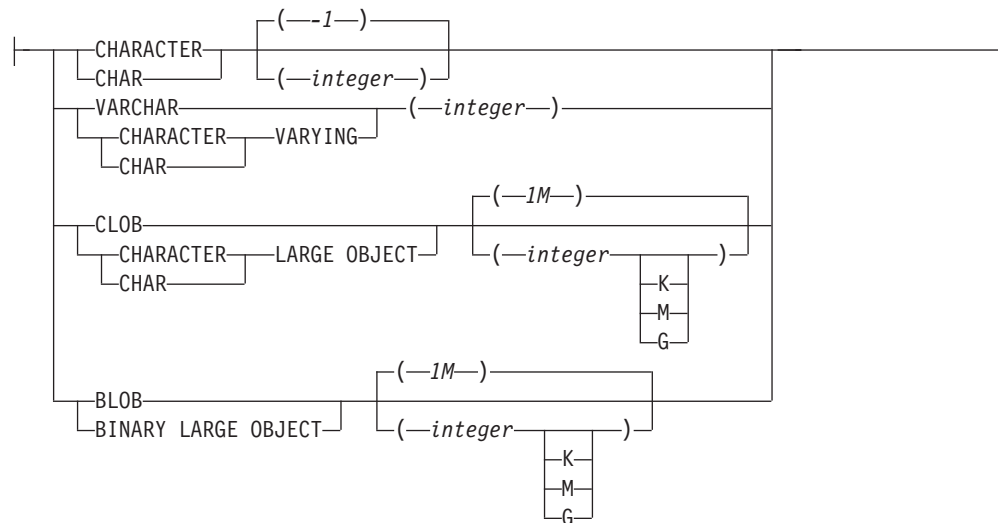 ( -1 )
CHARACTER
CHAR ( integer )
VARCHAR ( integer )
CHARACTER VARYING
CHAR
( 1M )
CLOB
CHARACTER LARGE OBJECT ( integer )
CHAR K
M
G
( 1M )
BLOB
BINARY LARGE OBJECT ( integer )
K
M
G